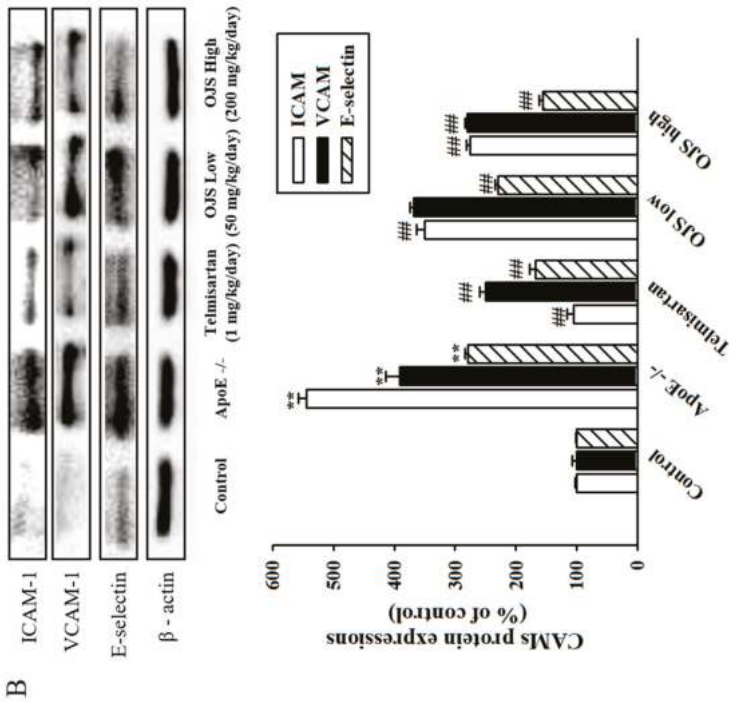 B
ICAM-1
VCAM-1
E-selectin
β - actin
Control
ApoE -/-
Telmisartan
(1 mg/kg/day)
OJS Low
(50 mg/kg/day)
OJS High
(200 mg/kg/day)
CAMs protein expressions
(% of control)
600
500
400
300
200
100
0
ICAM
VCAM
E-selectin
**
**
**
##
##
##
##
##
##
##
##
Control
ApoE -/-
Telmisartan
OJS low
OJS high